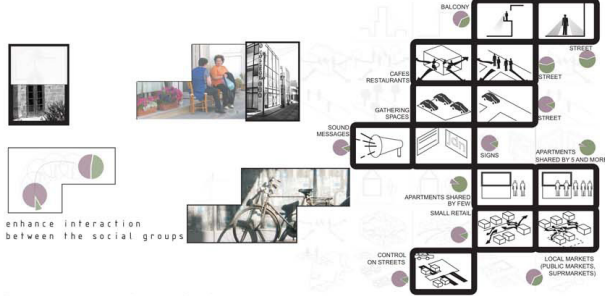 BALCONY
STREET
CAFES
RESTAURANTS
STREET
GATHERING
SPACES
STREET
SOUND
MESSAGES
SIGNS
APARTMENTS
SHARED BY 5 AND MORE
APARTMENTS SHARED
BY FEW
SMALL RETAIL
CONTROL
ON STREETS
LOCAL MARKETS
(PUBLIC MARKETS,
SUPRMARKETS)
enhance interaction
between the social groups